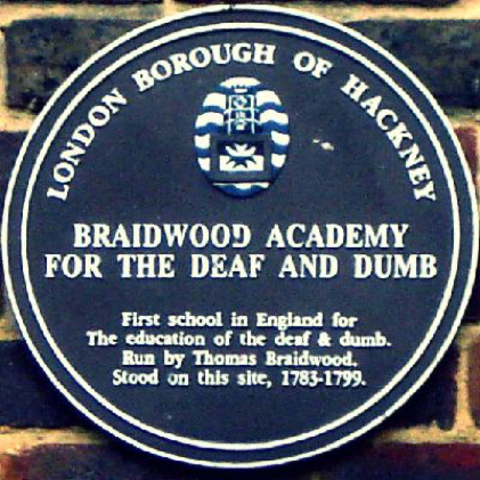 LONDON BOROUGH OF HACKNEY
BRAIDWOOD ACADEMY
FOR THE DEAF AND DUMB
First school in England for
The education of the deaf & dumb.
Run by Thomas Braidwood.
Stood on this site, 1783-1799.